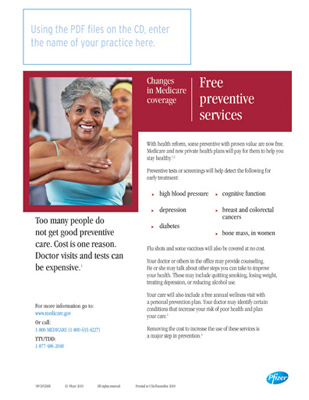 Using the PDF files on the CD, enter
the name of your practice here.
Changes
in Medicare
coverage
Free
preventive
services
With health reform, some preventive with proven value are now free.
Medicare and new private health plans will pay for them to help you
stay healthy.
Preventive tests or screenings will help detect the following for
early treatment:
high blood pressure
cognitive function
depression
breast and colorectal
cancers
diabetes
bone mass, in women
Flu shots and some vaccines will also be covered at no cost.
Your doctor or others in the office may provide counseling.
He or she may talk about other steps you can take to improve
your health. These may include quitting smoking, losing weight,
treating depression, or reducing alcohol use.
Your care will also include a free annual wellness visit with
a personal prevention plan. Your doctor may identify certain
conditions that increase your risk of poor health and plan
your care.
Removing the cost to increase the use of these services is
a major step in prevention.
Too many people do
not get good preventive
care. Cost is one reason.
Doctor visits and tests can
be expensive.
For more information go to:
www.medicare.gov
Or call:
1-800 MEDICARE (1-800-633-4227)
TTY/TDD:
1-877-486-2048
All rights reserved
Pfizer